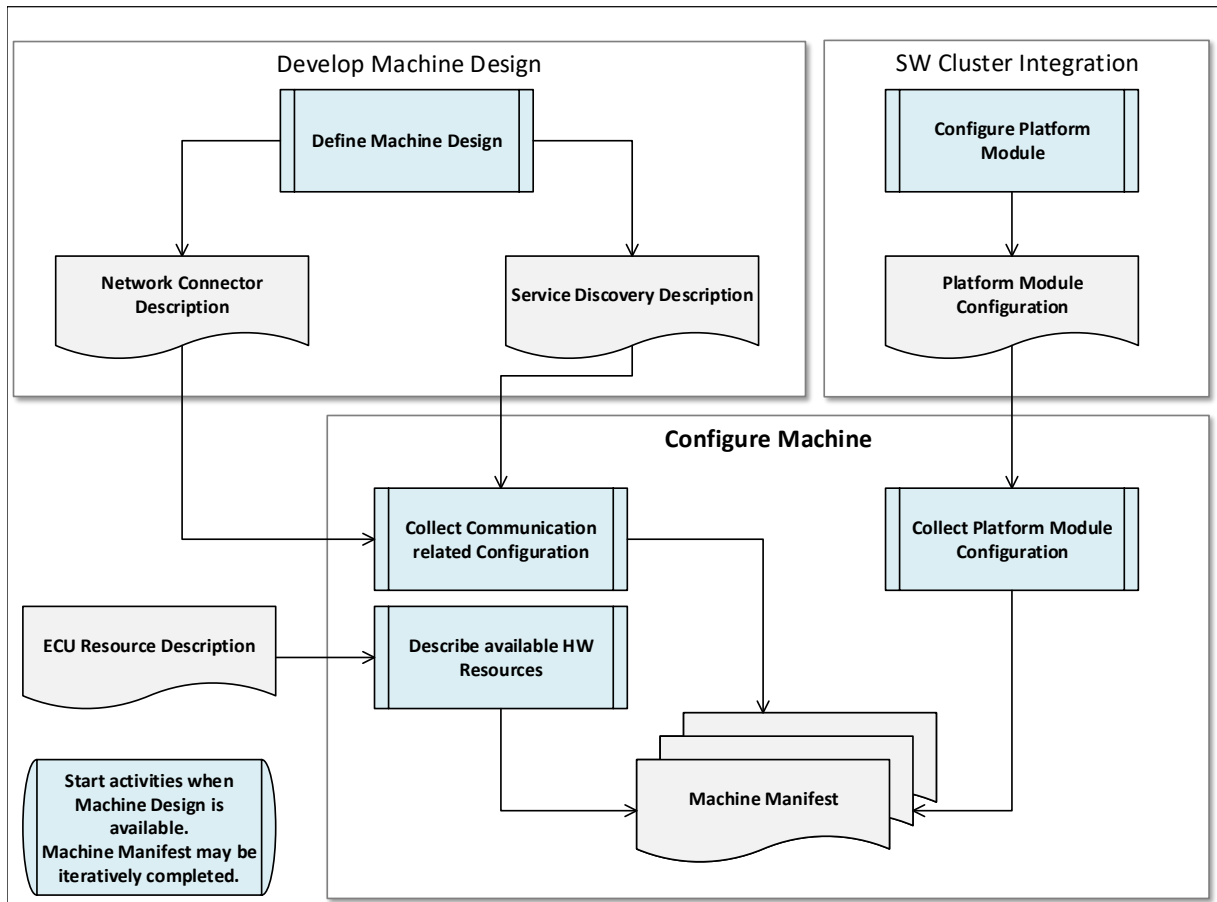 Develop Machine Design
SW Cluster Integration
Define Machine Design
Configure Platform
Module
Network Connector
Description
Service Discovery Description
Platform Module
Configuration
Configure Machine
Collect Communication
related Configuration
Collect Platform Module
Configuration
ECU Resource Description
Describe available HW
Resources
Start activities when
Machine Design is
available.
Machine Manifest may be
iteratively completed.
Machine Manifest